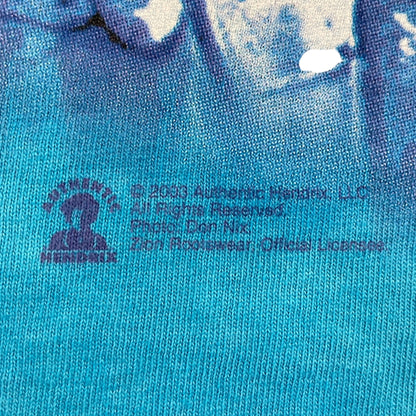 AUTHENTIC
HENDRIX
© 2003 Authentic Hendrix, LLC
All Rights Reserved.
Photo: Don Nix.
Zion Rootswear, Official Licensee.